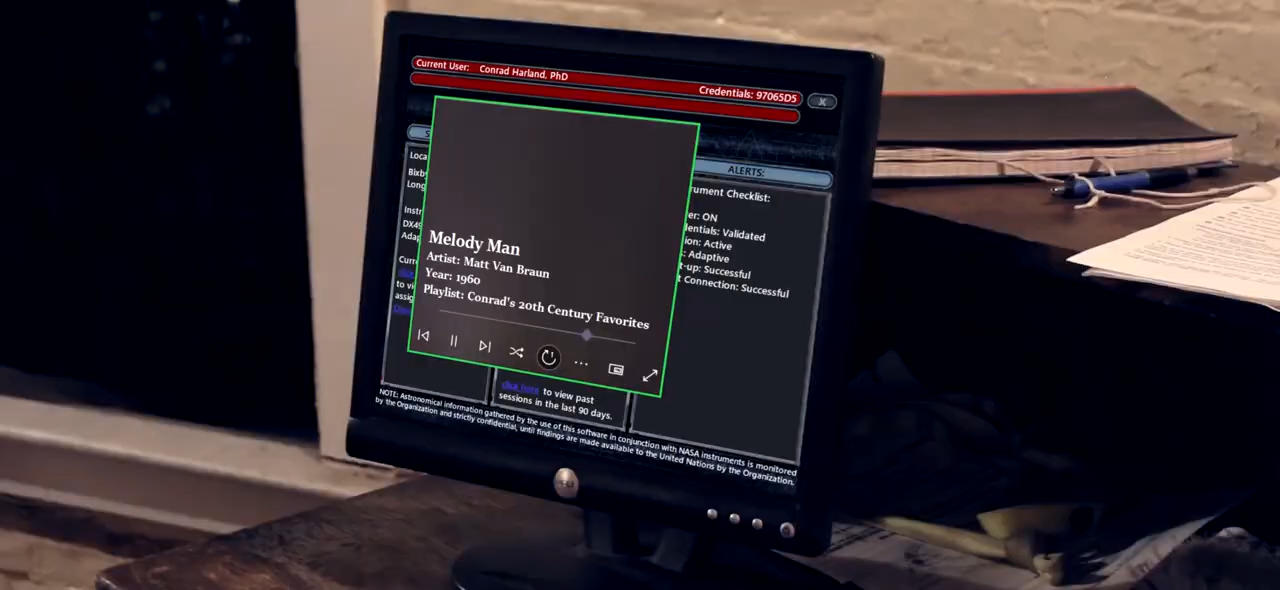 Current User: Conrad Harland, PhD
Credentials: 97065D5
X
ALERTS:
Instrument Checklist:
ON
Validated
Active
Adaptive
Successful
Connection: Successful
Melody Man
Artist: Matt Van Braun
Year: 1960
Playlist: Conrad's 20th Century Favorites
click here to view past
sessions in the last 90 days.
NOTE: Astronomical information gathered by the use of this software in conjunction with NASA instruments is monitored
by the Organization and strictly confidential, until findings are made available to the United Nations by the Organization.